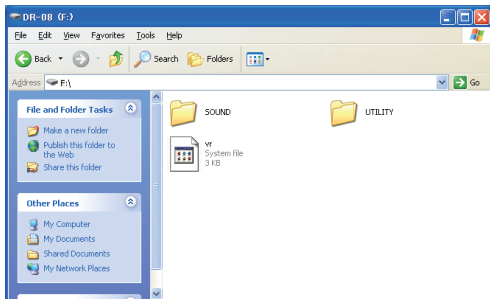 DR-08 (F:)
File Edit View Favorites Tools Help
Back Search Folders
Address F:\ Go
File and Folder Tasks
Make a new folder
Publish this folder to
the Web
Share this folder
Other Places
My Computer
My Documents
Shared Documents
My Network Places
SOUND
UTILITY
vr
System file
3 KB